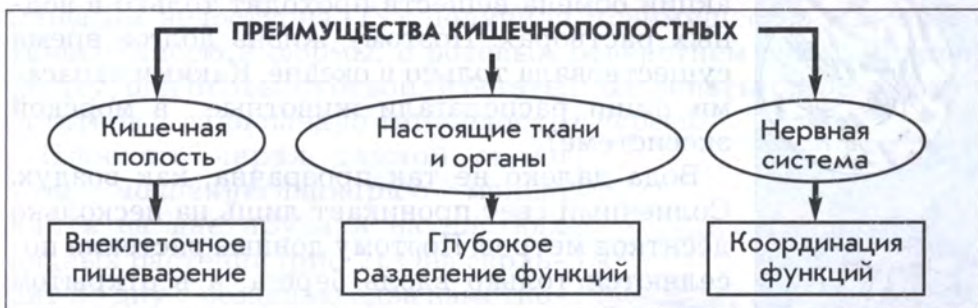 ПРЕИМУЩЕСТВА КИШЕЧНОПОЛОСТНЫХ
Кишечная
полость
Настоящие ткани
и органы
Нервная
система
Внеклеточное
пищеварение
Глубокое
разделение функций
Координация
функций